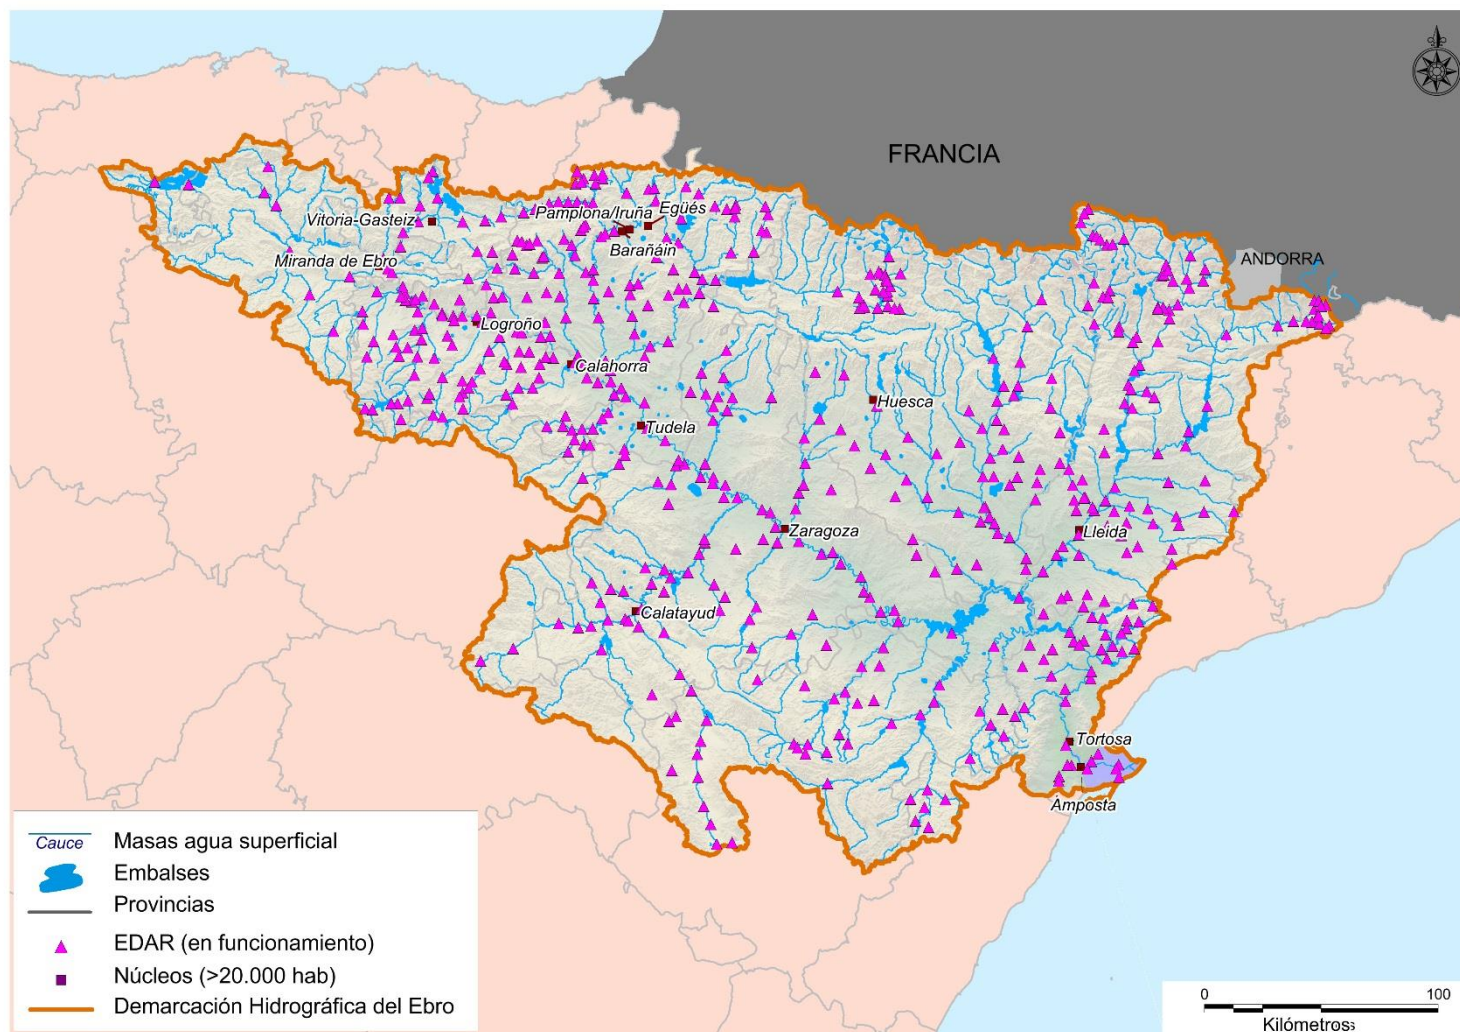 FRANCIA
ANDORRA
Vitoria-Gasteiz
Pamplona/Iruña
Egüés
Barañáin
Miranda de Ebro
Logroño
Calahorra
Huesca
Tudela
Zaragoza
Lleida
Calatayud
Tortosa
Amposta
Cauce Masas agua superficial
Embalses
Provincias
EDAR (en funcionamiento)
Núcleos (>20.000 hab)
Demarcación Hidrográfica del Ebro
0 100
Kilómetros